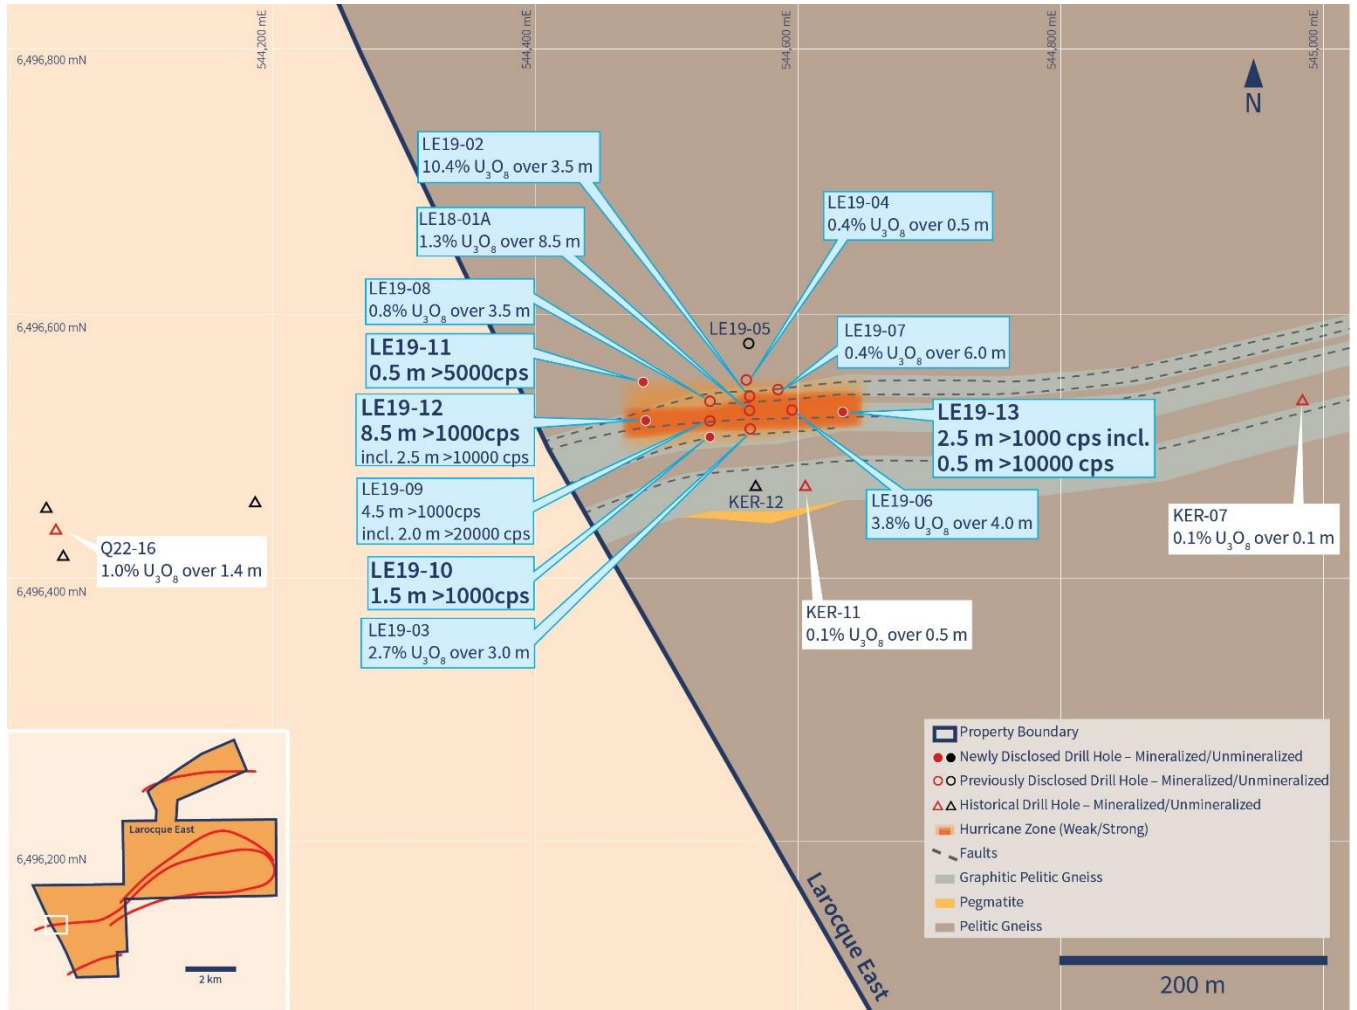 544,200 mE
544,400 mE
544,600 mE
544,800 mE
545,000 mE
6,496,800 mN
N
LE19-02
10.4% U₃O₈ over 3.5 m
LE19-04
0.4% U₃O₈ over 0.5 m
LE18-01A
1.3% U₃O₈ over 8.5 m
LE19-08
0.8% U₃O₈ over 3.5 m
6,496,600 mN
LE19-05
LE19-07
0.4% U₃O₈ over 6.0 m
LE19-11
0.5 m >5000cps
LE19-12
8.5 m >1000cps
incl. 2.5 m >10000 cps
LE19-13
2.5 m >1000 cps incl.
0.5 m >10000 cps
LE19-09
4.5 m >1000cps
incl. 2.0 m >20000 cps
KER-12
LE19-06
3.8% U₃O₈ over 4.0 m
KER-07
0.1% U₃O₈ over 0.1 m
Q22-16
1.0% U₃O₈ over 1.4 m
LE19-10
1.5 m >1000cps
6,496,400 mN
KER-11
0.1% U₃O₈ over 0.5 m
LE19-03
2.7% U₃O₈ over 3.0 m
Property Boundary
Newly Disclosed Drill Hole – Mineralized/Unmineralized
Previously Disclosed Drill Hole – Mineralized/Unmineralized
Historical Drill Hole – Mineralized/Unmineralized
Hurricane Zone (Weak/Strong)
Faults
Graphitic Pelitic Gneiss
Pegmatite
Pelitic Gneiss
Larocque East
6,496,200 mN
Larocque East
2 km
200 m